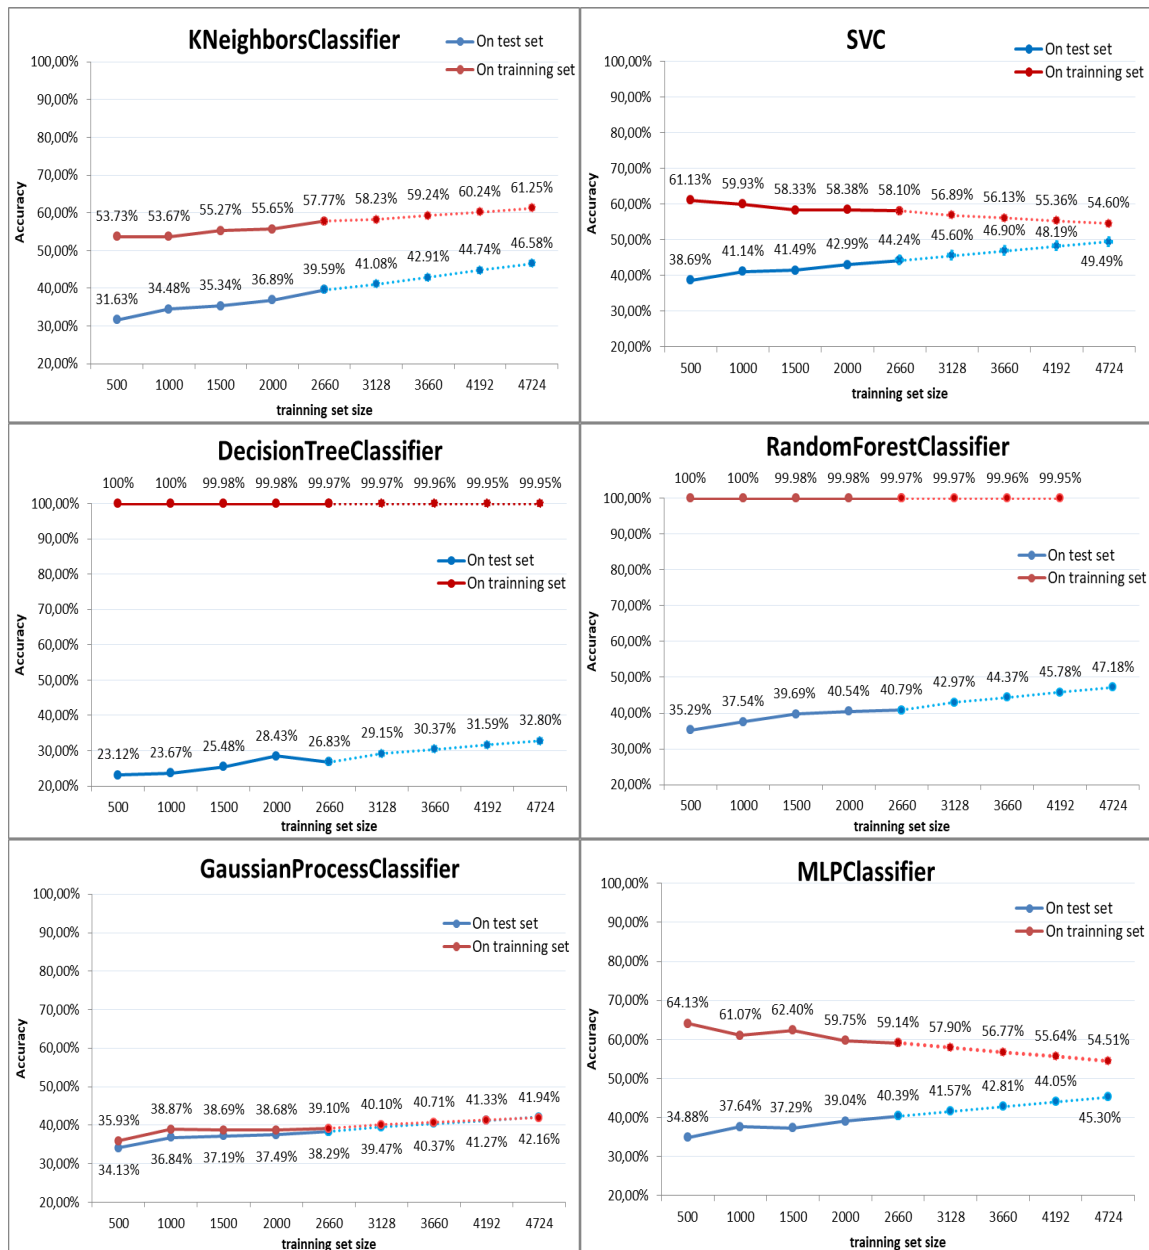 KNeighborsClassifier
On test set
On trainning set
100,00%
90,00%
80,00%
70,00%
60,00%
50,00%
40,00%
30,00%
20,00%
Accuracy
53.73% 53.67% 55.27% 55.65% 57.77% 58.23% 59.24% 60.24% 61.25%
31.63% 34.48% 35.34% 36.89% 39.59% 41.08% 42.91% 44.74% 46.58%
500 1000 1500 2000 2660 3128 3660 4192 4724
trainning set size
SVC
On test set
On trainning set
100,00%
90,00%
80,00%
70,00%
60,00%
50,00%
40,00%
30,00%
20,00%
Accuracy
61.13% 59.93% 58.33% 58.38% 58.10% 56.89% 56.13% 55.36% 54.60%
38.69% 41.14% 41.49% 42.99% 44.24% 45.60% 46.90% 48.19% 49.49%
500 1000 1500 2000 2660 3128 3660 4192 4724
trainning set size
DecisionTreeClassifier
100% 100% 99.98% 99.98% 99.97% 99.97% 99.96% 99.95% 99.95%
On test set
On trainning set
100,00%
90,00%
80,00%
70,00%
60,00%
50,00%
40,00%
30,00%
20,00%
Accuracy
23.12% 23.67% 25.48% 28.43% 26.83% 29.15% 30.37% 31.59% 32.80%
500 1000 1500 2000 2660 3128 3660 4192 4724
trainning set size
RandomForestClassifier
100% 100% 99.98% 99.98% 99.97% 99.97% 99.96% 99.95%
On test set
On trainning set
100,00%
90,00%
80,00%
70,00%
60,00%
50,00%
40,00%
30,00%
20,00%
Accuracy
35.29% 37.54% 39.69% 40.54% 40.79% 42.97% 44.37% 45.78% 47.18%
500 1000 1500 2000 2660 3128 3660 4192 4724
trainning set size
GaussianProcessClassifier
On test set
On trainning set
100,00%
90,00%
80,00%
70,00%
60,00%
50,00%
40,00%
30,00%
20,00%
Accuracy
35.93% 38.87% 38.69% 38.68% 39.10% 40.10% 40.71% 41.33% 41.94%
34.13% 36.84% 37.19% 37.49% 38.29% 39.47% 40.37% 41.27% 42.16%
500 1000 1500 2000 2660 3128 3660 4192 4724
trainning set size
MLPClassifier
On test set
On trainning set
100,00%
90,00%
80,00%
70,00%
60,00%
50,00%
40,00%
30,00%
20,00%
Accuracy
64.13% 61.07% 62.40% 59.75% 59.14% 57.90% 56.77% 55.64% 54.51%
34.88% 37.64% 37.29% 39.04% 40.39% 41.57% 42.81% 44.05% 45.30%
500 1000 1500 2000 2660 3128 3660 4192 4724
trainning set size